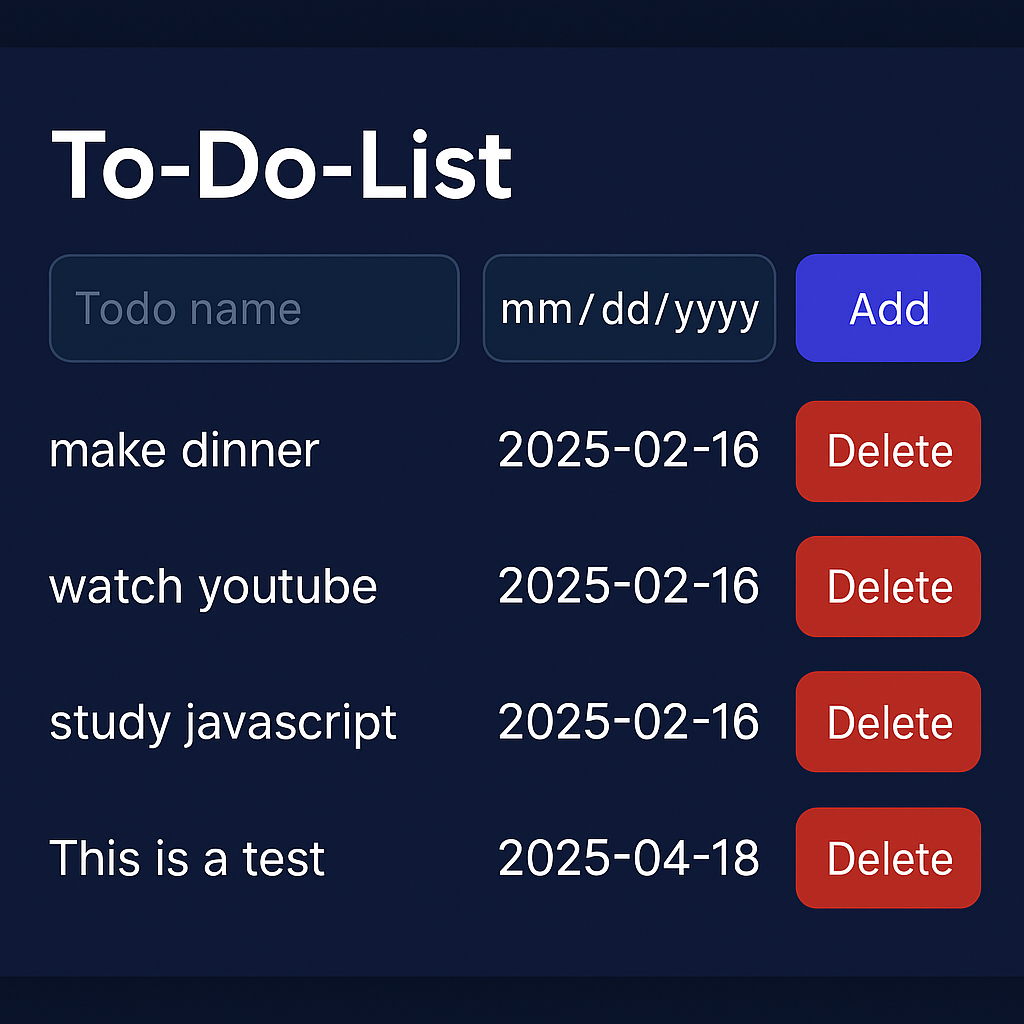 To-Do-List
Todo name mm/dd/yyyy Add
make dinner 2025-02-16 Delete
watch youtube 2025-02-16 Delete
study javascript 2025-02-16 Delete
This is a test 2025-04-18 Delete